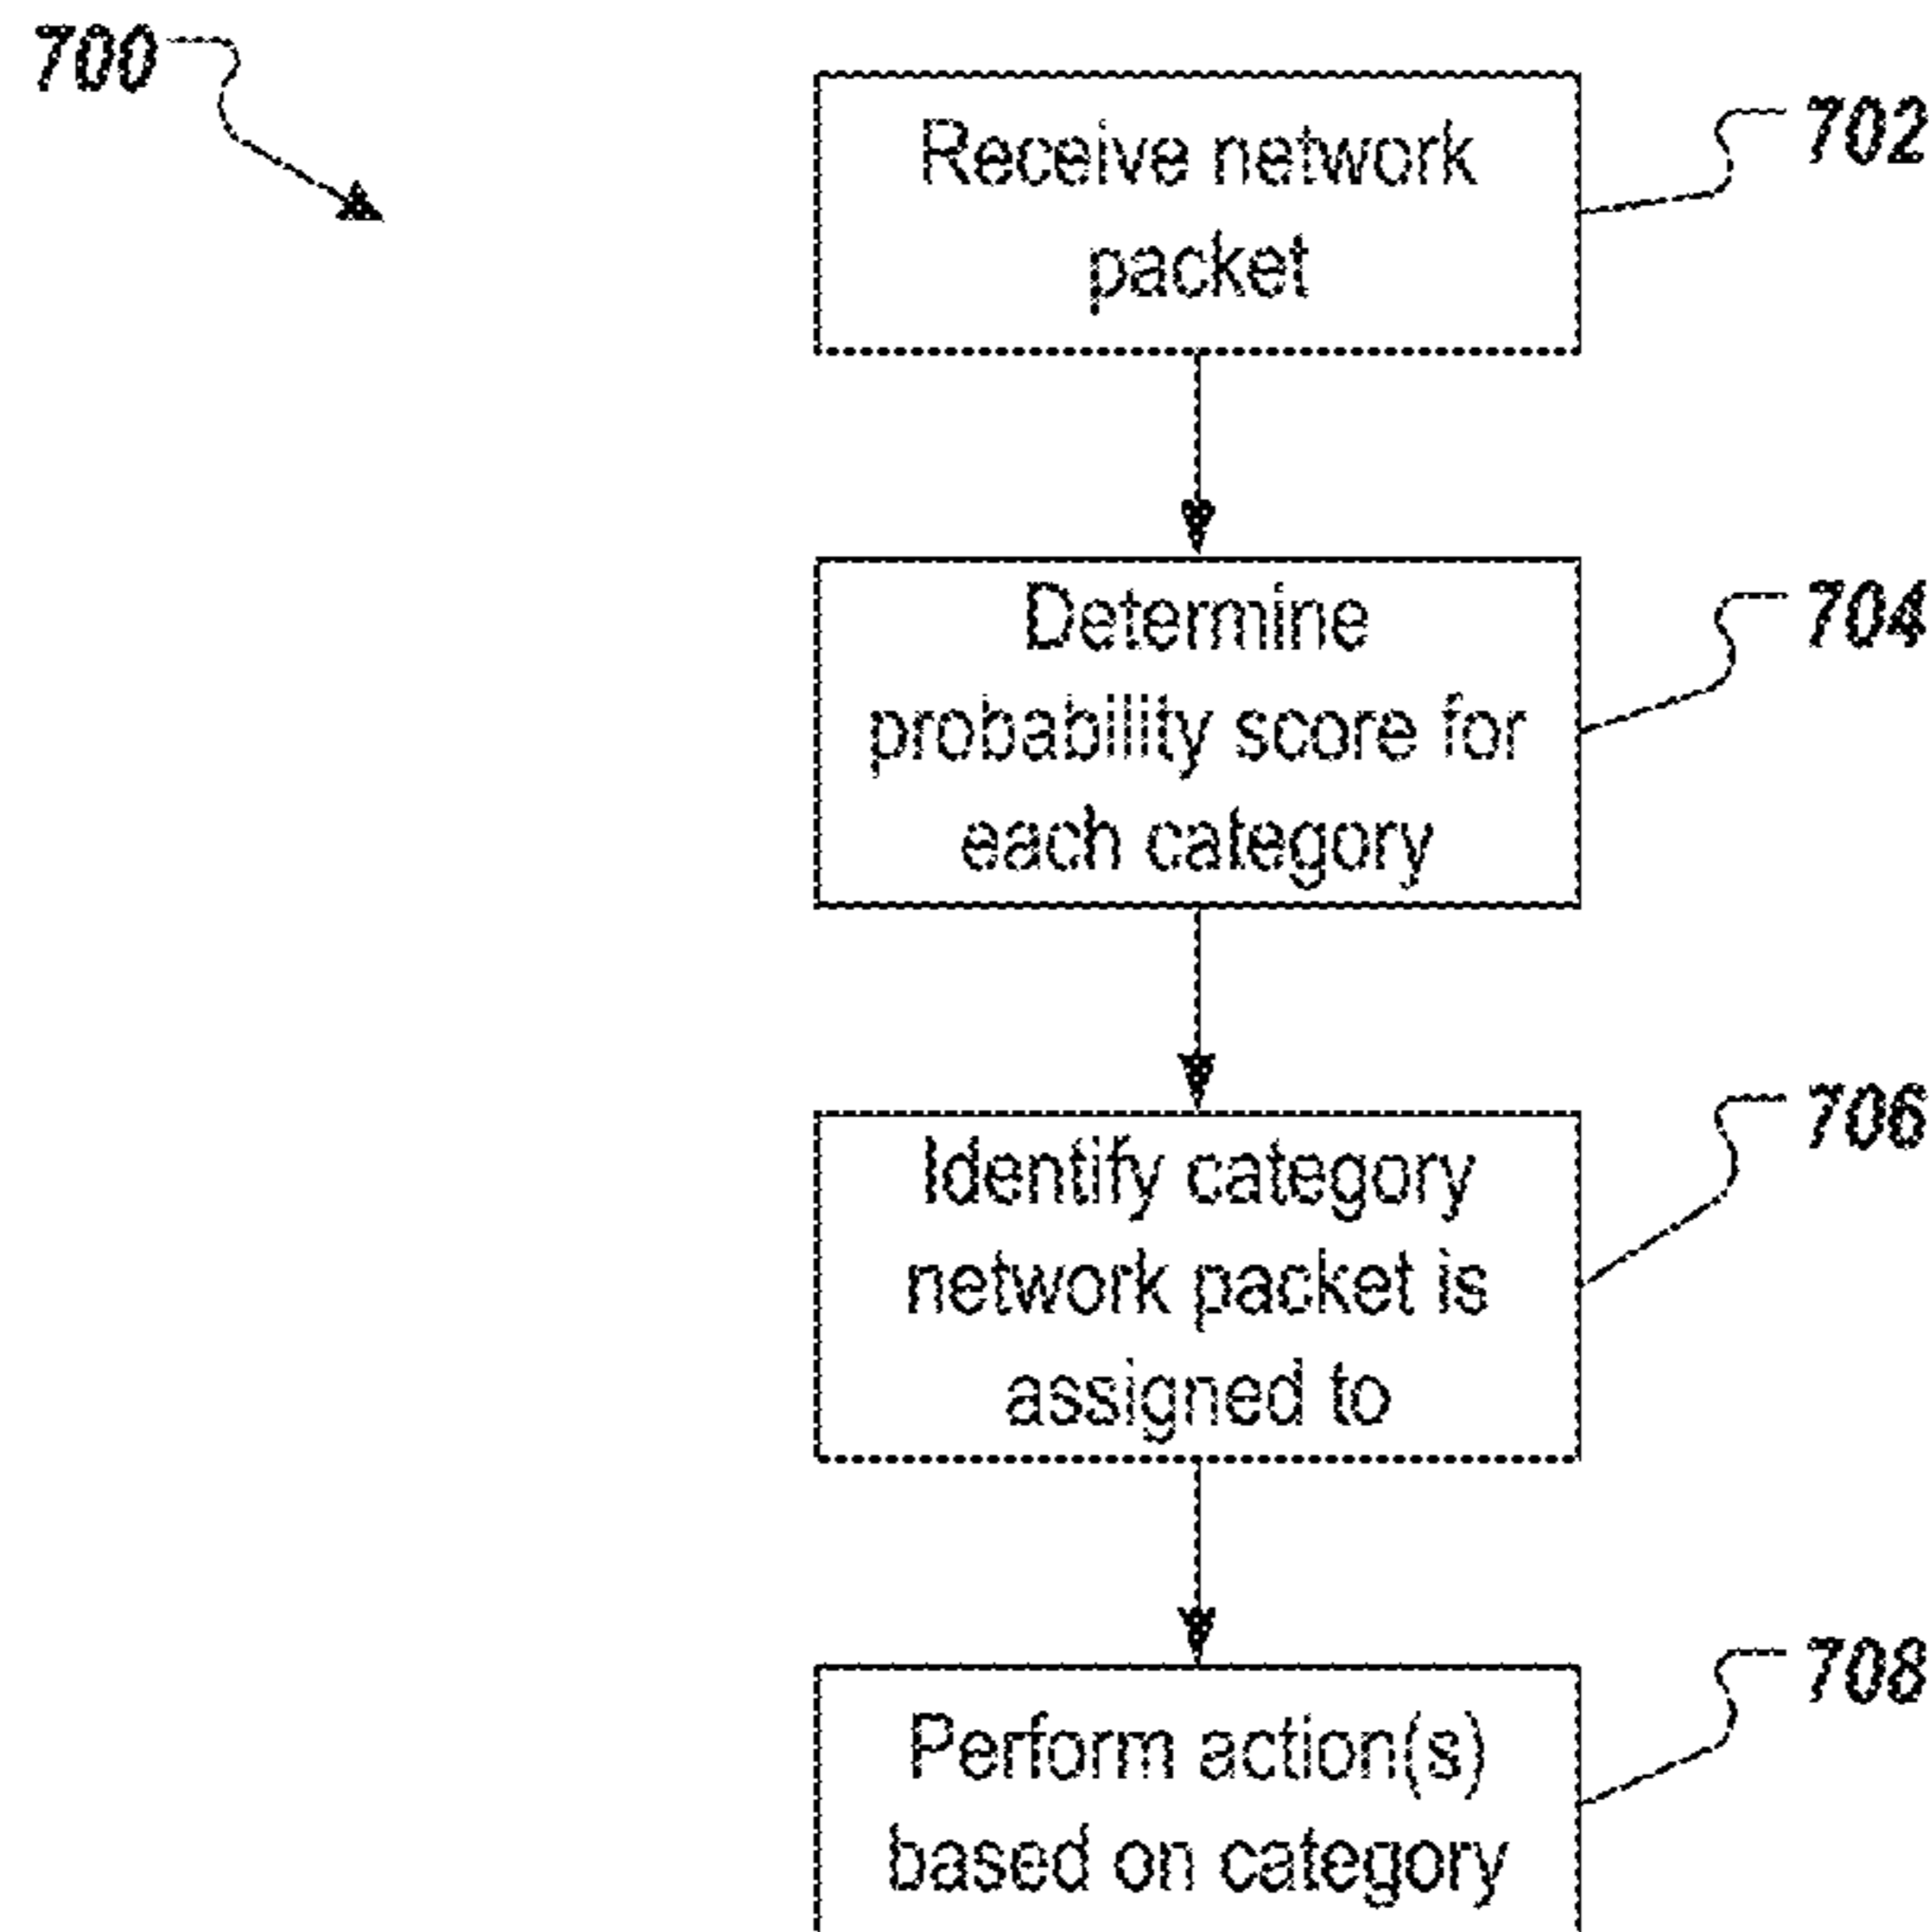 700
Receive network
packet
702
Determine
probability score for
each category
704
Identify category
network packet is
assigned to
706
Perform action(s)
based on category
708